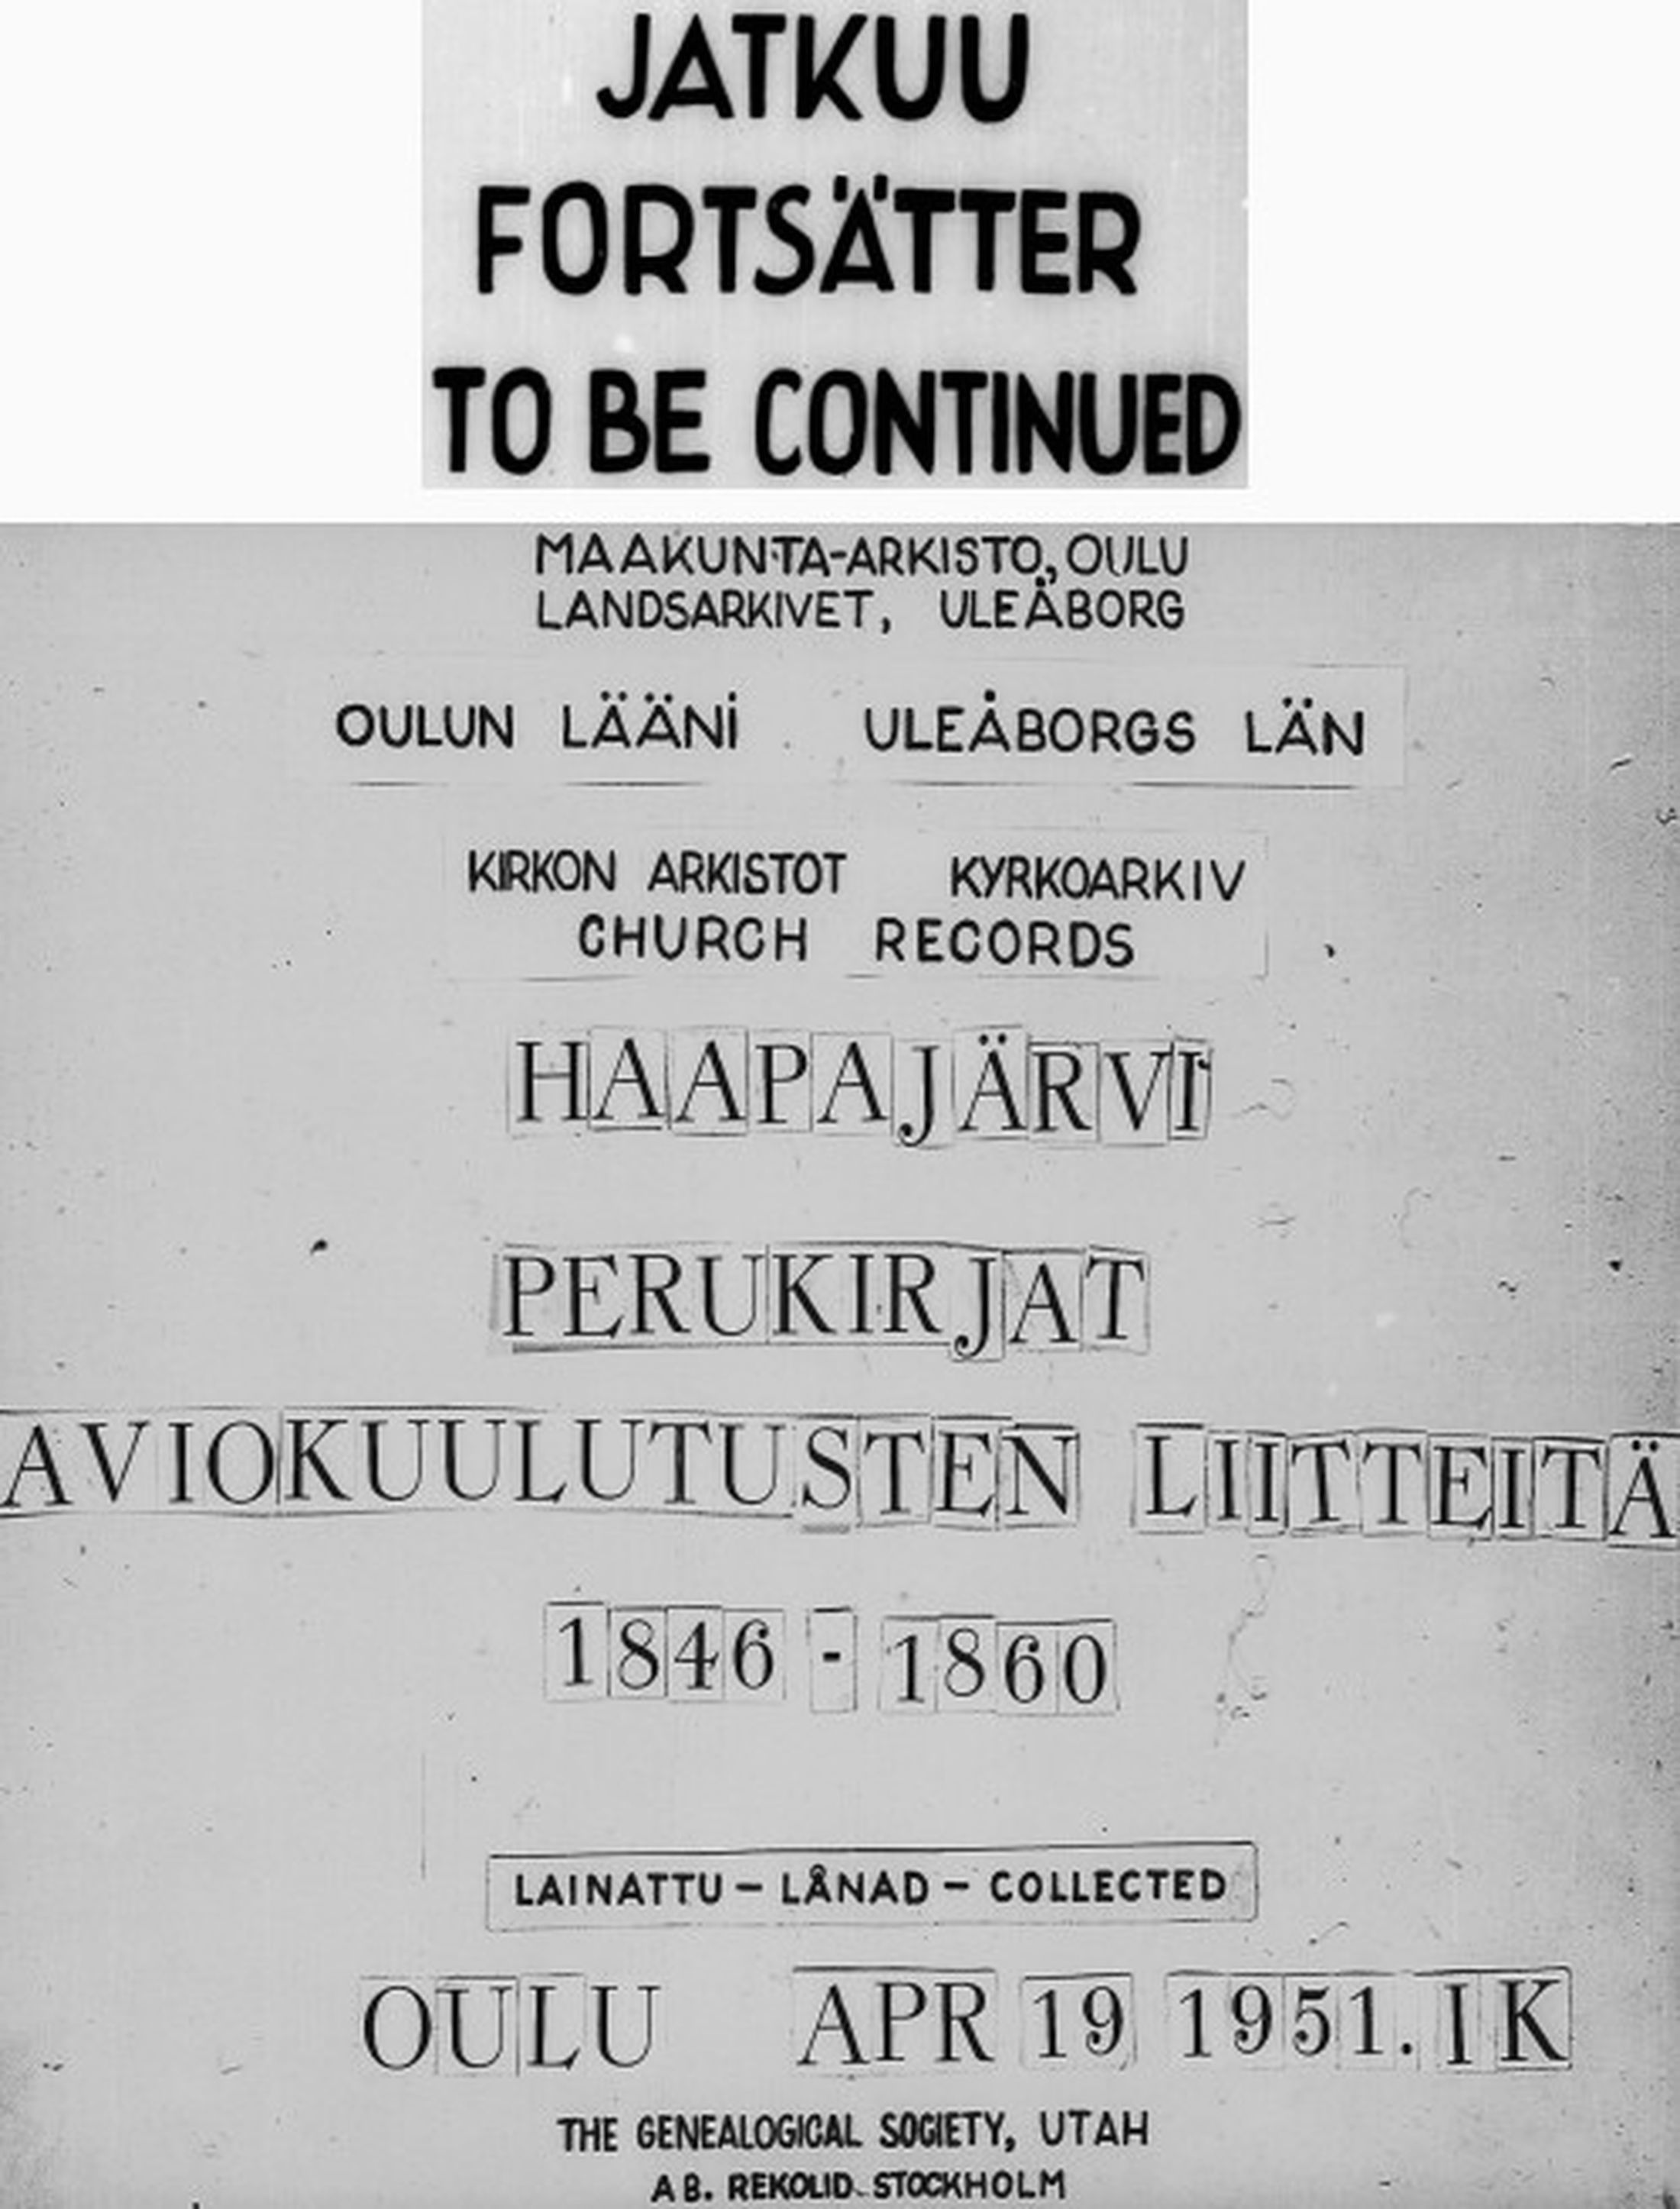 JATKUU
FORTSÄTTER
TO BE CONTINUED
MAAKUNTA-ARKISTO, OULU
LANDSARKIVET, ULEÅBORG
OULUN LÄÄNI ULEÅBORGS LÄN
KIRKON ARKISTOT KYRKOARKIV
CHURCH RECORDS
HAAPAJÄRVI
PERUKIRJAT
AVIOKUULUTUSTEN LIITTEITÄ
1846 - 1860
LAINATTU - LÅNAD - COLLECTED
OULU APR 19 1951. IK
THE GENEALOGICAL SOCIETY, UTAH
AB. REKOLID STOCKHOLM